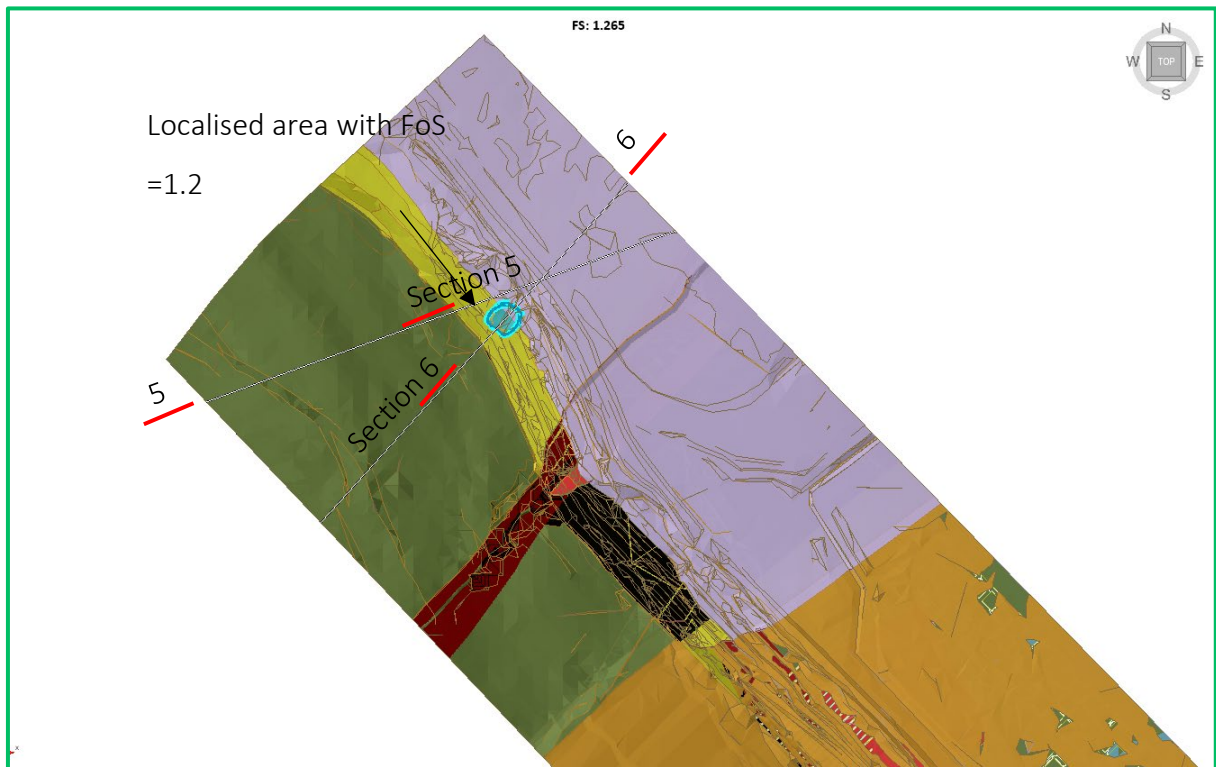 FS: 1.265
N
W TOP E
S
Localised area with FoS
=1.2
6
Section 5
5
Section 6
x